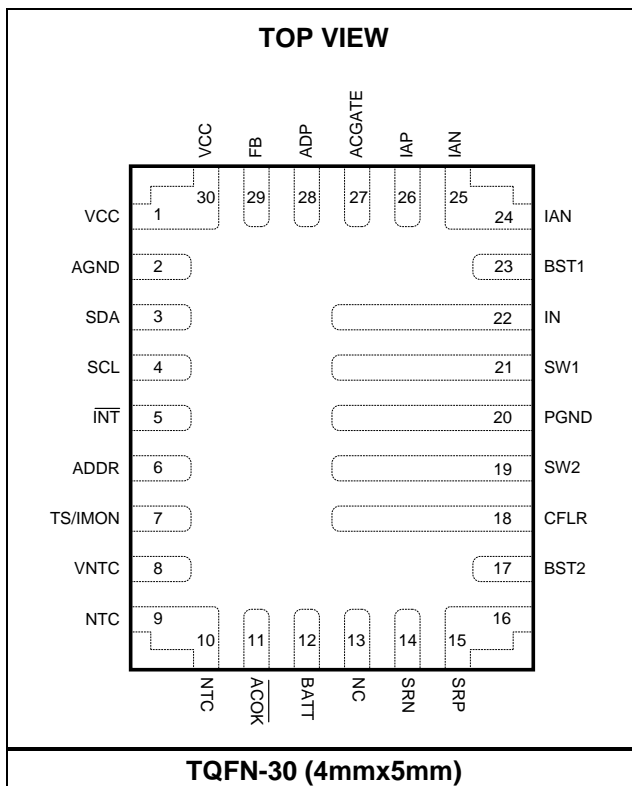 TOP VIEW
VCC FB ADP ACGATE IAP IAN
30 29 28 27 26 25
VCC 1 24 IAN
AGND 2 23 BST1
SDA 3 22 IN
SCL 4 21 SW1
INT 5 20 PGND
ADDR 6 19 SW2
TS/IMON 7 18 CFLR
VNTC 8 17 BST2
NTC 9 16
10 11 12 13 14 15
NTC ACOK BATT NC SRN SRP
TQFN-30 (4mmx5mm)